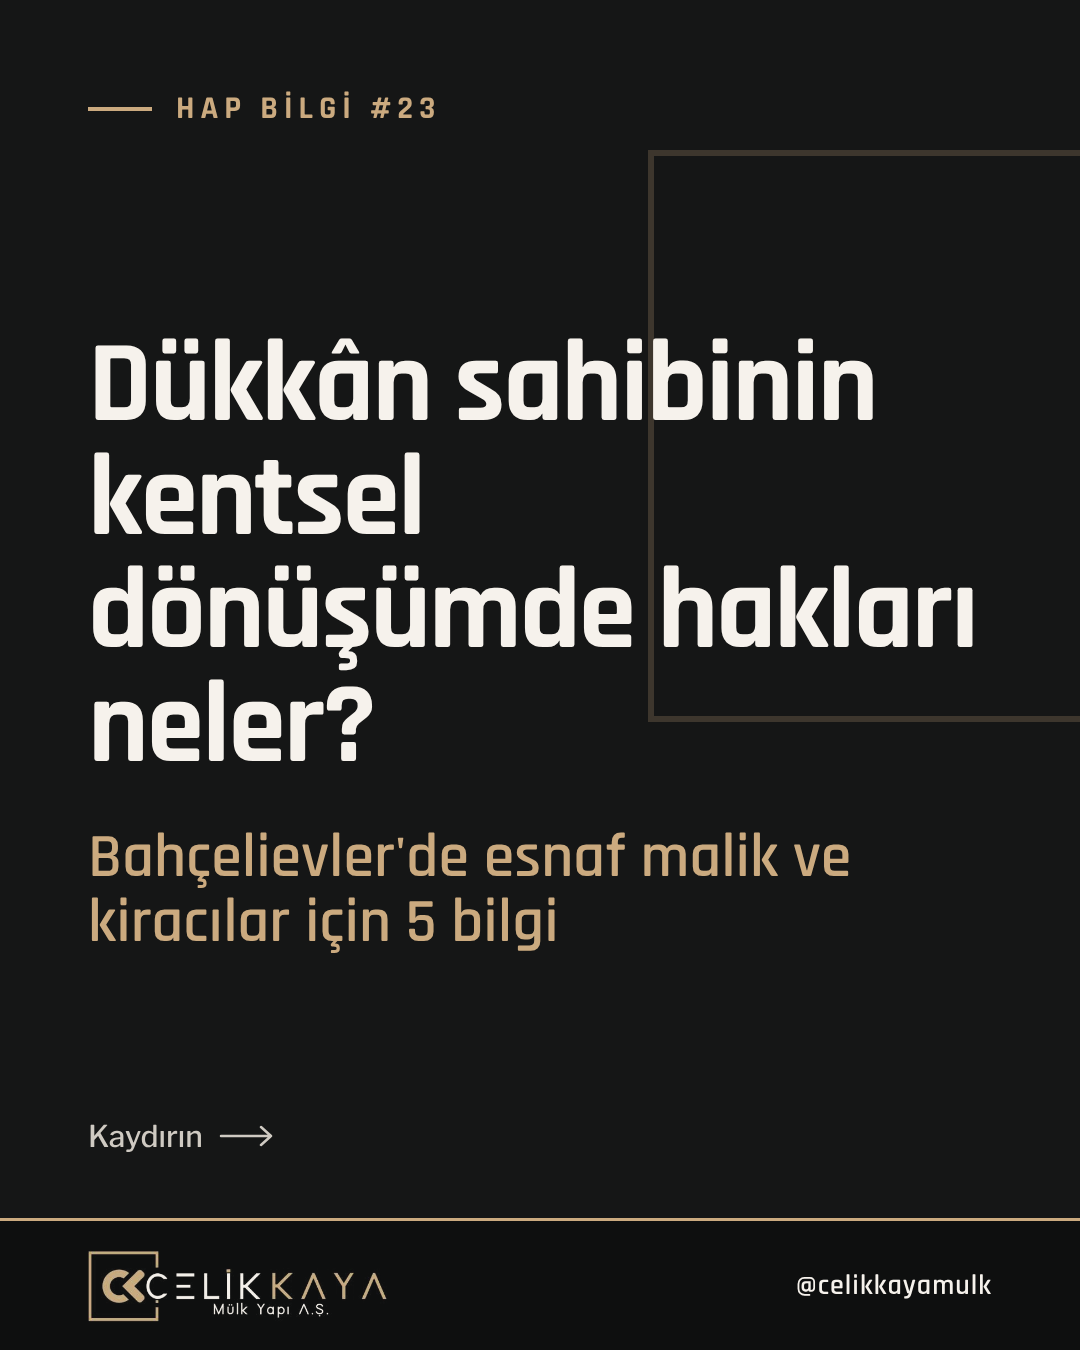 HAP BİLGİ #23
Dükkân sahibinin
kentsel
dönüşümde hakları
neler?
Bahçelievler'de esnaf malik ve
kiracılar için 5 bilgi
Kaydırın
ÇELİKKAYA
Mülk Yapı A.Ş.
@celikkayamulk